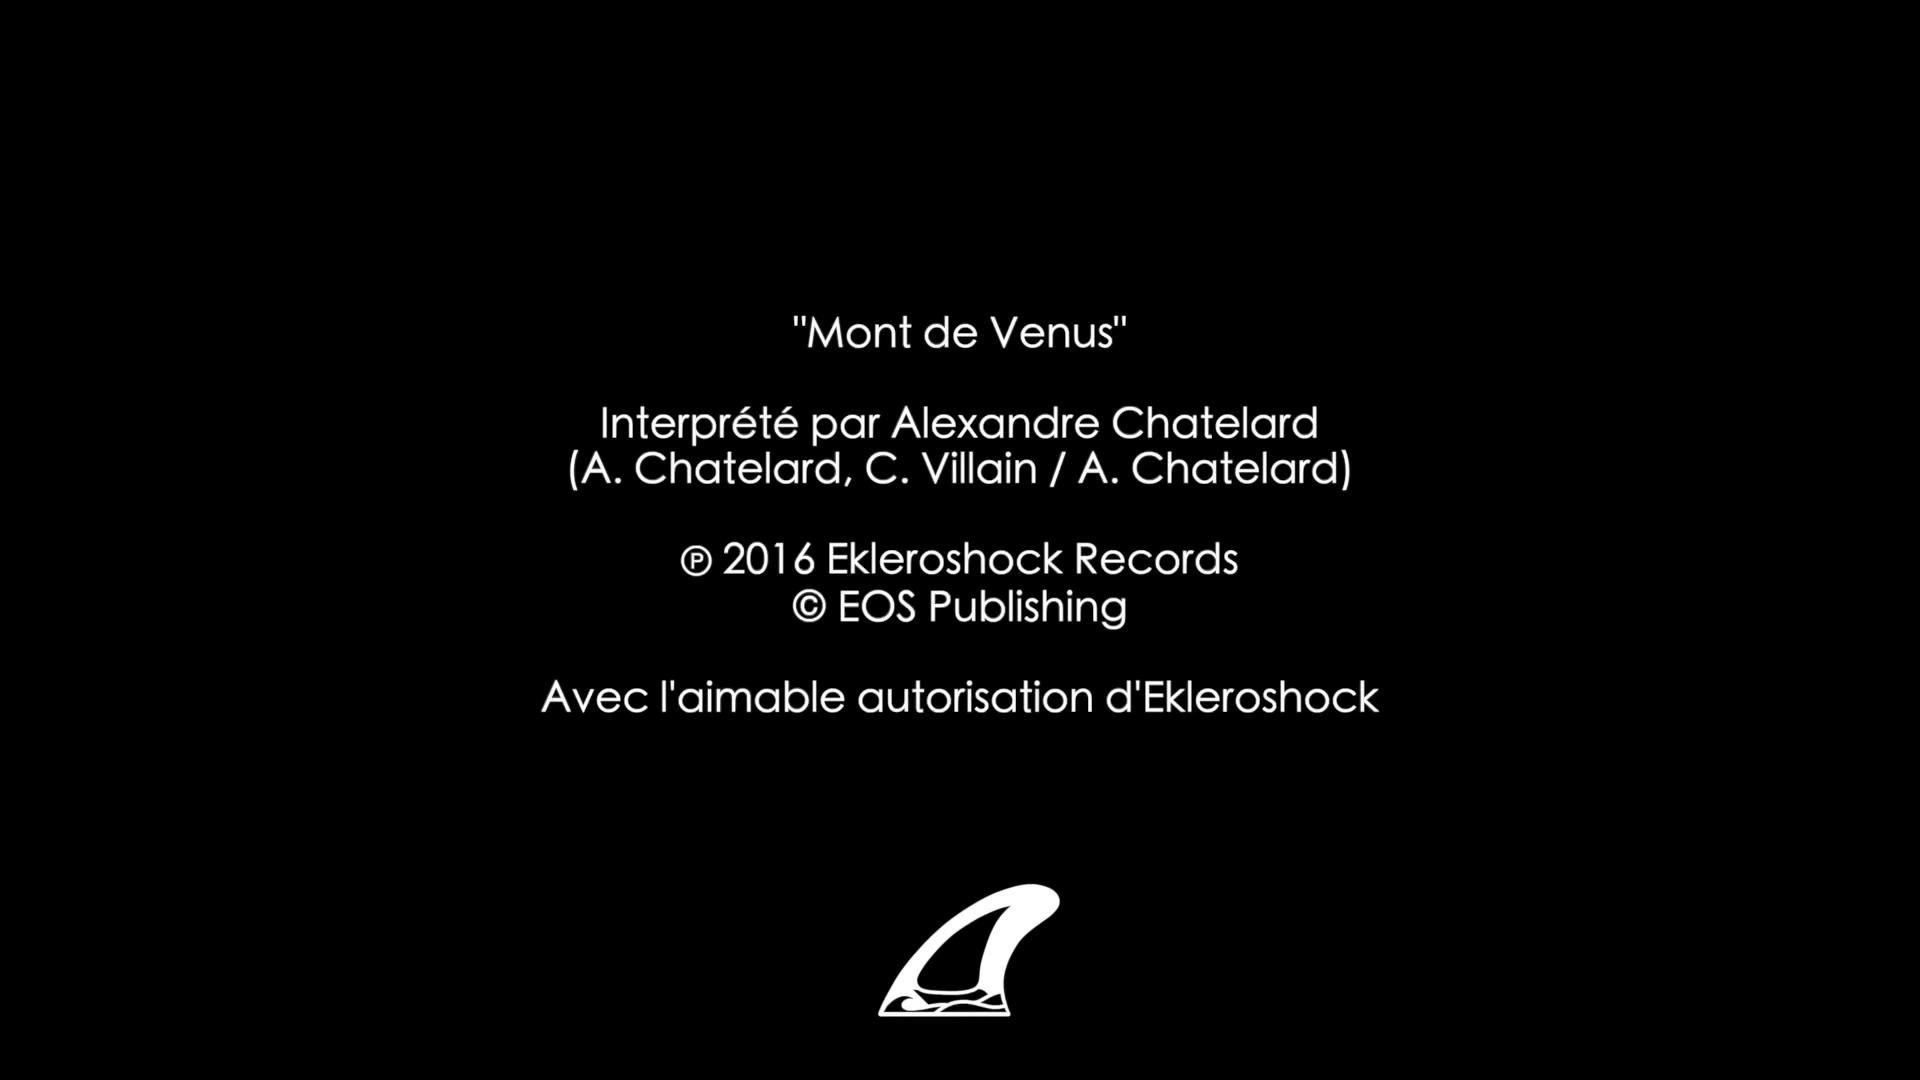 "Mont de Venus"
Interprété par Alexandre Chatelard
(A. Chatelard, C. Villain / A. Chatelard)
℗ 2016 Ekleroshock Records
© EOS Publishing
Avec l'aimable autorisation d'Ekleroshock